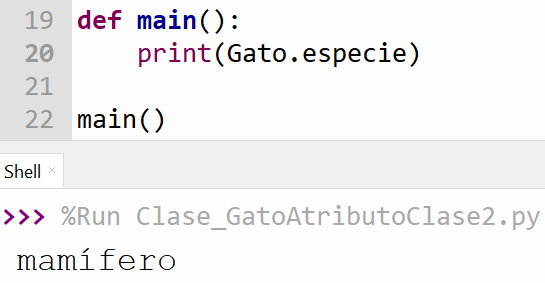 19 def main():
20     print(Gato.especie)
21
22 main()
Shell ×
>>> %Run Clase_GatoAtributoClase2.py
mamífero